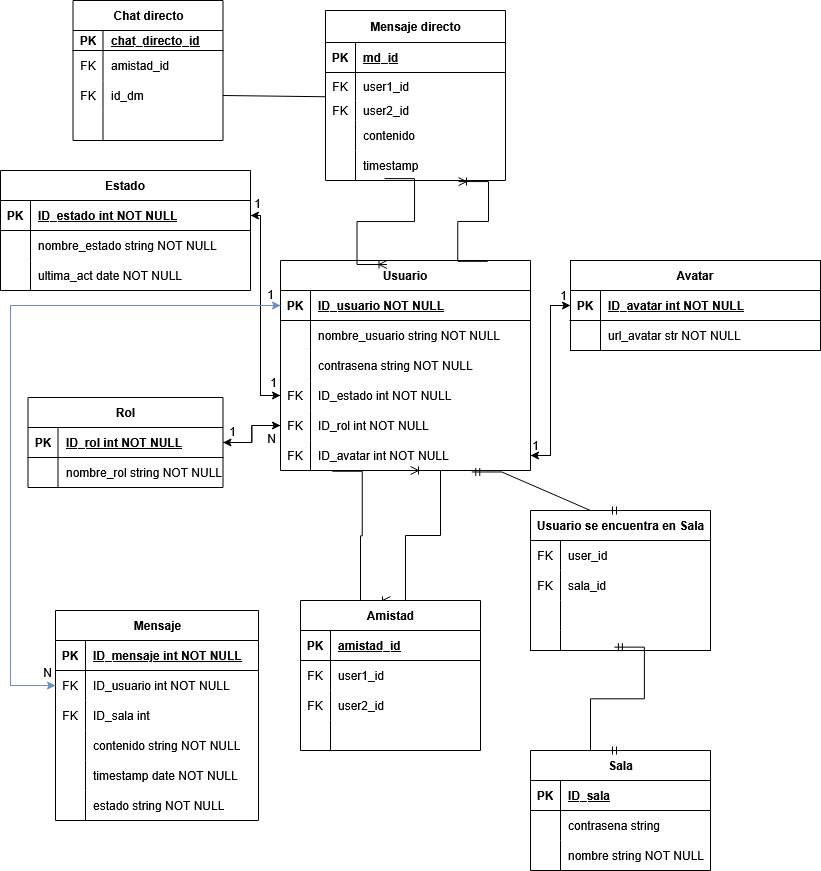 Chat directo
PK chat_directo_id
FK amistad_id
FK id_dm
Mensaje directo
PK md_id
FK user1_id
FK user2_id
contenido
timestamp
Estado
PK ID_estado int NOT NULL
nombre_estado string NOT NULL
ultima_act date NOT NULL
1
1
1
Usuario
PK ID_usuario NOT NULL
nombre_usuario string NOT NULL
contrasena string NOT NULL
FK ID_estado int NOT NULL
FK ID_rol int NOT NULL
FK ID_avatar int NOT NULL
1
1
Avatar
PK ID_avatar int NOT NULL
url_avatar str NOT NULL
Rol
PK ID_rol int NOT NULL
nombre_rol string NOT NULL
1
N
Usuario se encuentra en Sala
FK user_id
FK sala_id
Mensaje
PK ID_mensaje int NOT NULL
FK ID_usuario int NOT NULL
FK ID_sala int
contenido string NOT NULL
timestamp date NOT NULL
estado string NOT NULL
N
Amistad
PK amistad_id
FK user1_id
FK user2_id
Sala
PK ID_sala
contrasena string
nombre string NOT NULL